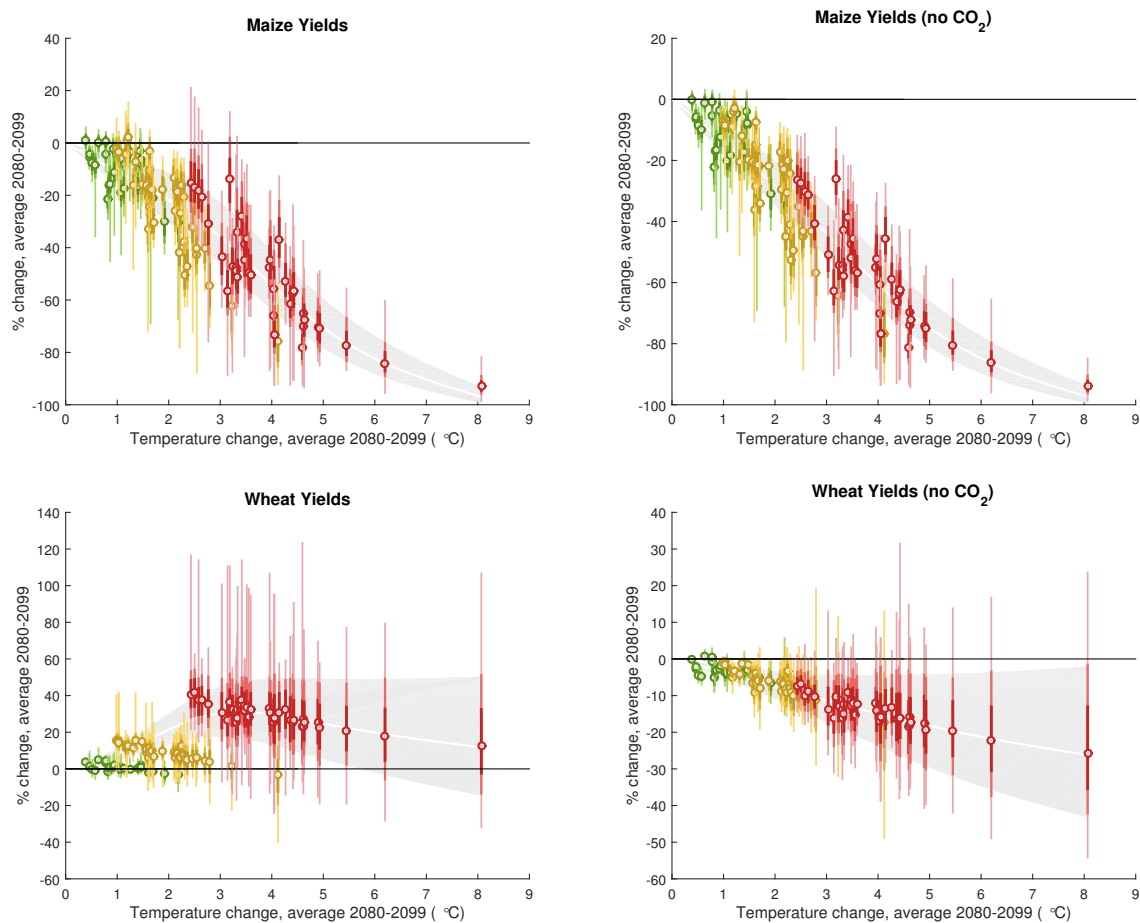 Maize Yields
40
20
0
-20
-40
-60
-80
-100
% change, average 2080-2099
0 1 2 3 4 5 6 7 8 9
Temperature change, average 2080-2099 ( °C)
Maize Yields (no CO2)
20
0
-20
-40
-60
-80
-100
% change, average 2080-2099
0 1 2 3 4 5 6 7 8 9
Temperature change, average 2080-2099 ( °C)
Wheat Yields
140
120
100
80
60
40
20
0
-20
-40
-60
% change, average 2080-2099
0 1 2 3 4 5 6 7 8 9
Temperature change, average 2080-2099 ( °C)
Wheat Yields (no CO2)
40
30
20
10
0
-10
-20
-30
-40
-50
-60
% change, average 2080-2099
0 1 2 3 4 5 6 7 8 9
Temperature change, average 2080-2099 ( °C)